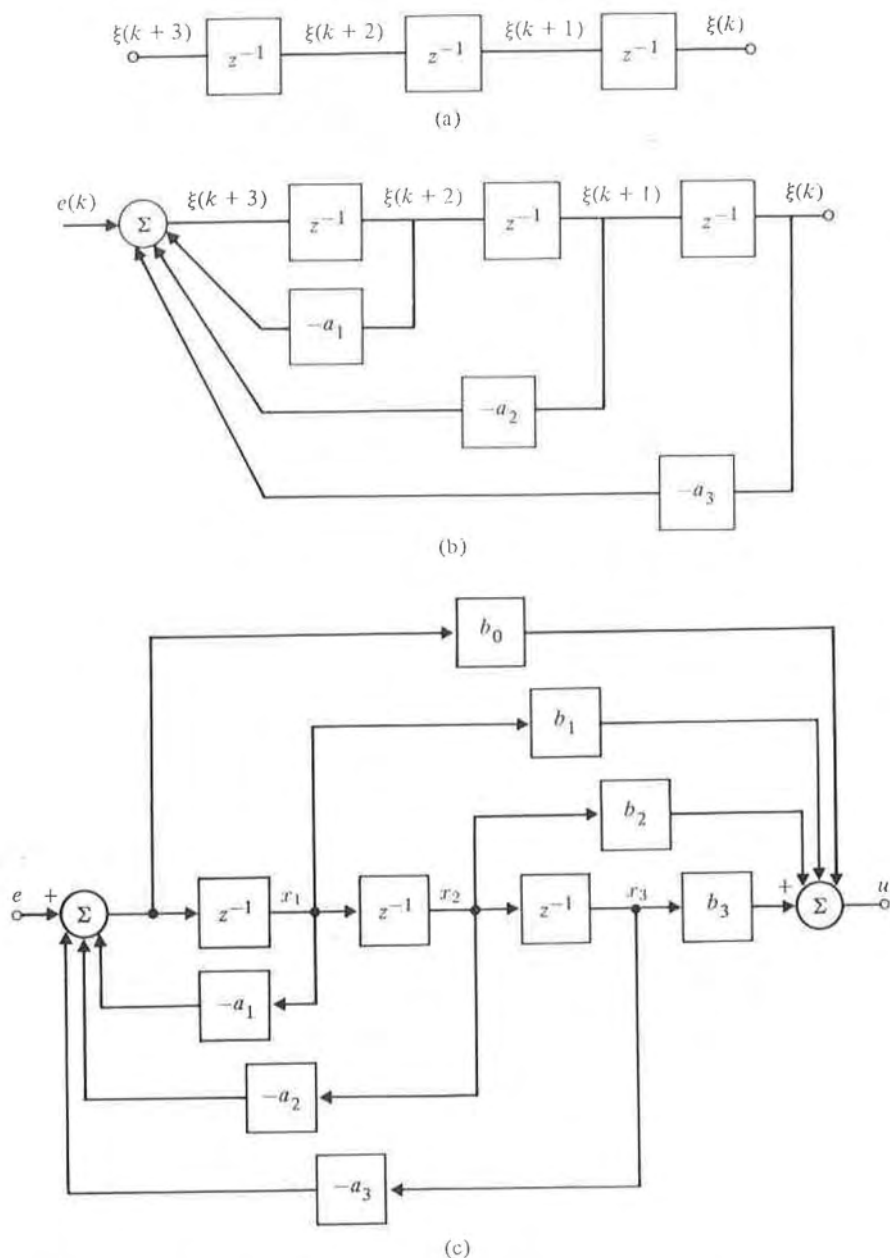 ξ(k + 3) ξ(k + 2) ξ(k + 1) ξ(k)
z⁻¹ z⁻¹ z⁻¹
(a)
e(k) Σ ξ(k + 3) z⁻¹ ξ(k + 2) z⁻¹ ξ(k + 1) z⁻¹ ξ(k)
−a₁
−a₂
−a₃
(b)
b₀
b₁
b₂
e + Σ z⁻¹ x₁ z⁻¹ x₂ z⁻¹ x₃ b₃ + Σ u
−a₁
−a₂
−a₃
(c)